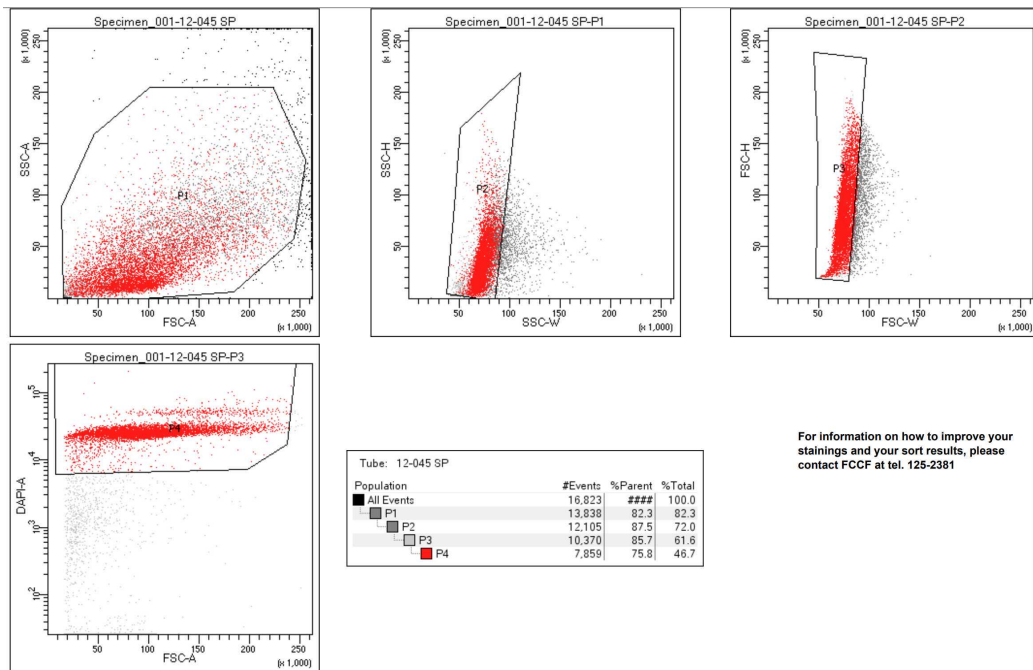 Specimen_001-12-045 SP
SSC-A
(x 1,000)
50 100 150 200 250
P1
50 100 150 200 250
FSC-A
(x 1,000)
Specimen_001-12-045 SP-P1
SSC-H
(x 1,000)
50 100 150 200 250
P2
50 100 150 200 250
SSC-W
(x 1,000)
Specimen_001-12-045 SP-P2
FSC-H
(x 1,000)
50 100 150 200 250
P3
50 100 150 200 250
FSC-W
(x 1,000)
Specimen_001-12-045 SP-P3
DAPI-A
10^2 10^3 10^4 10^5
P4
50 100 150 200 250
FSC-A
(x 1,000)
Tube: 12-045 SP
Population #Events %Parent %Total
All Events 16,823 #### 100.0
P1 13,838 82.3 82.3
P2 12,105 87.5 72.0
P3 10,370 85.7 61.6
P4 7,859 75.8 46.7
For information on how to improve your
stainings and your sort results, please
contact FCCF at tel. 125-2381